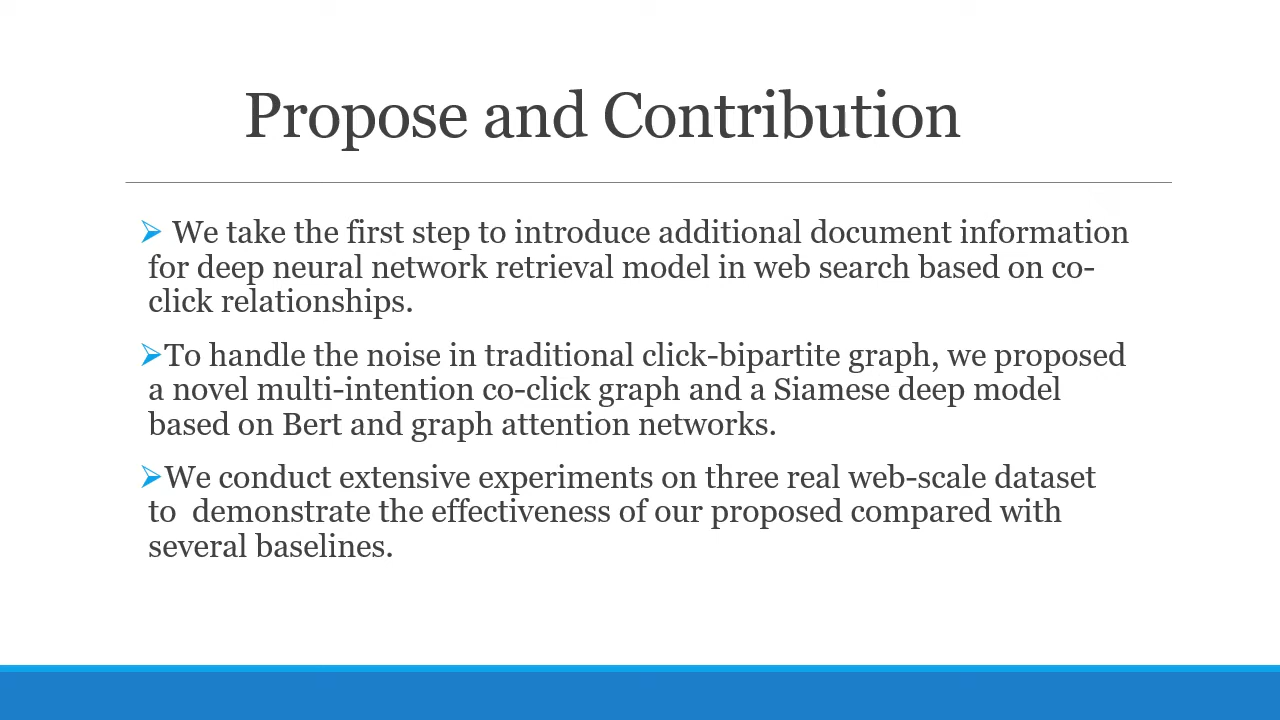 Propose and Contribution
We take the first step to introduce additional document information
for deep neural network retrieval model in web search based on co-
click relationships.
To handle the noise in traditional click-bipartite graph, we proposed
a novel multi-intention co-click graph and a Siamese deep model
based on Bert and graph attention networks.
We conduct extensive experiments on three real web-scale dataset
to  demonstrate the effectiveness of our proposed compared with
several baselines.